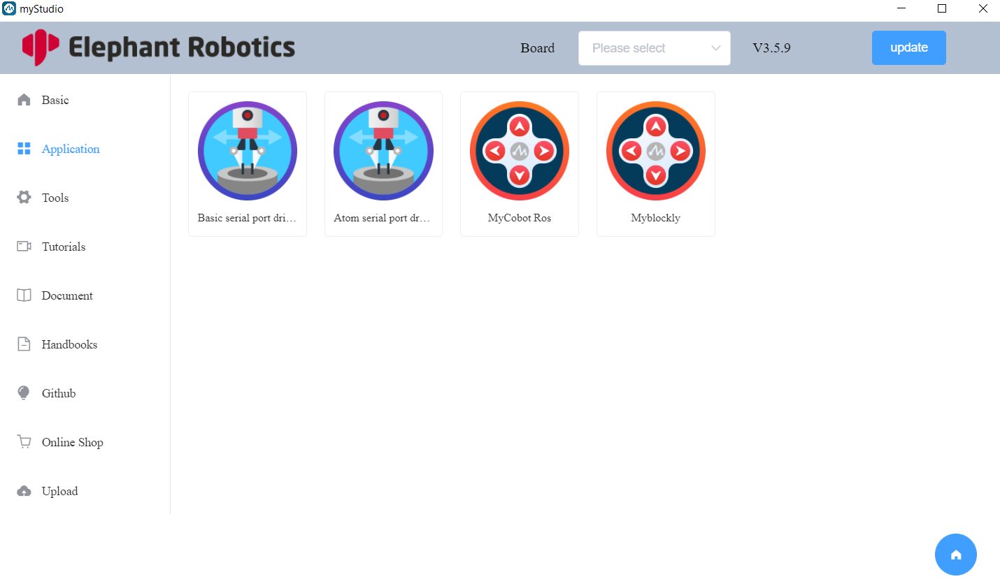 myStudio
Elephant Robotics
Board
Please select
V3.5.9
update
Basic
Application
Tools
Tutorials
Document
Handbooks
Github
Online Shop
Upload
Basic serial port dri…
Atom serial port dr…
MyCobot Ros
Myblockly